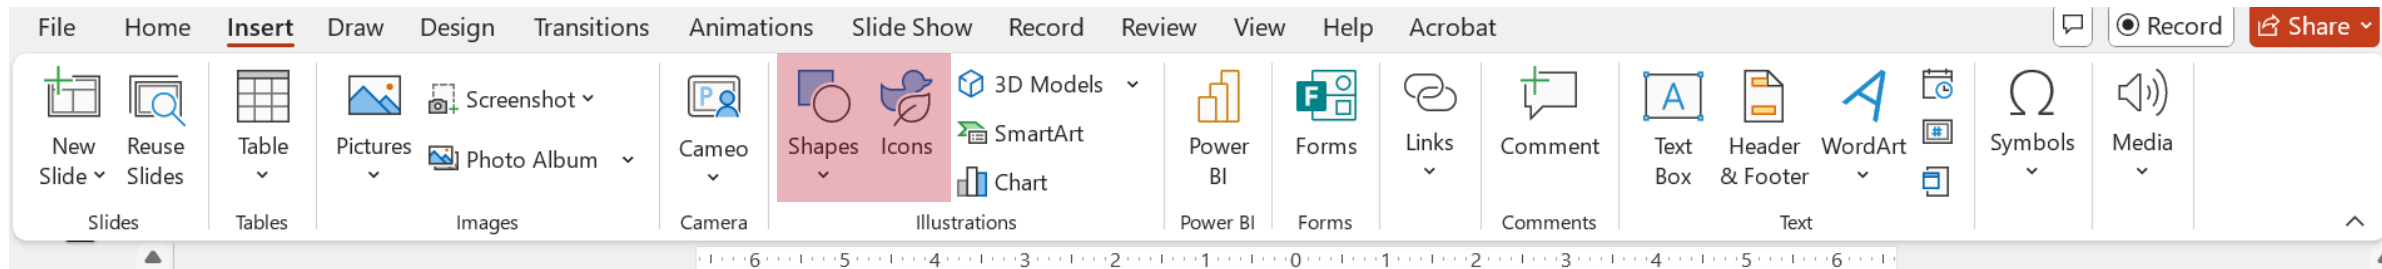 File Home Insert Draw Design Transitions Animations Slide Show Record Review View Help Acrobat Record Share
New Slide
Reuse Slides
Table
Pictures
Screenshot
Photo Album
Cameo
Shapes
Icons
3D Models
SmartArt
Chart
Power BI
Forms
Links
Comment
Text Box
Header & Footer
WordArt
Symbols
Media
Slides Tables Images Camera Illustrations Power BI Forms Comments Text
6 5 4 3 2 1 0 1 2 3 4 5 6